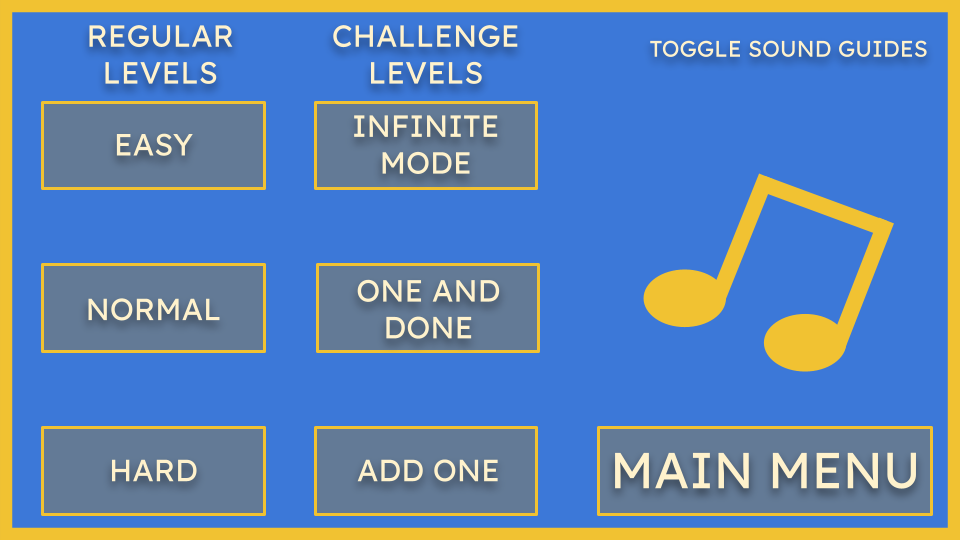 REGULAR
LEVELS
EASY
NORMAL
HARD
CHALLENGE
LEVELS
INFINITE
MODE
ONE AND
DONE
ADD ONE
TOGGLE SOUND GUIDES
MAIN MENU